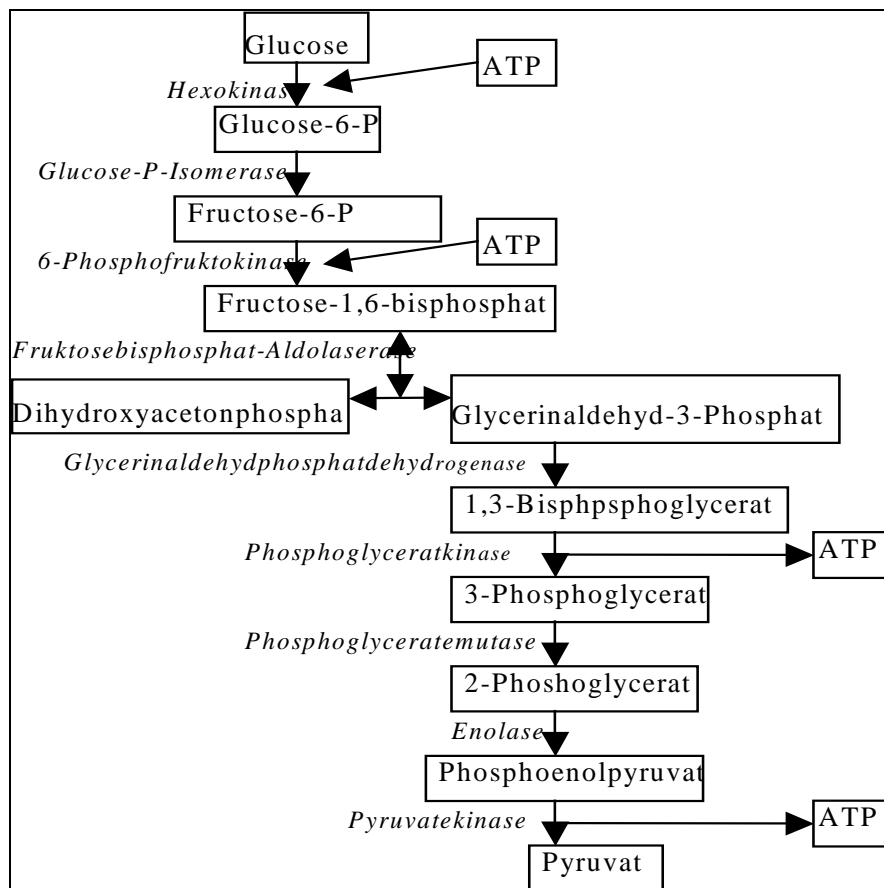 Glucose
ATP
Hexokinas
Glucose-6-P
Glucose-P-Isomerase
Fructose-6-P
ATP
6-Phosphofruktokinase
Fructose-1,6-bisphosphat
Fruktosebisphosphat-Aldolaserase
Dihydroxyacetonphospha
Glycerinaldehyd-3-Phosphat
Glycerinaldehydphosphatdehydrogenase
1,3-Bisphpsphoglycerat
Phosphoglyceratkinase
ATP
3-Phosphoglycerat
Phosphoglyceratemutase
2-Phoshoglycerat
Enolase
Phosphoenolpyruvat
Pyruvatekinase
ATP
Pyruvat